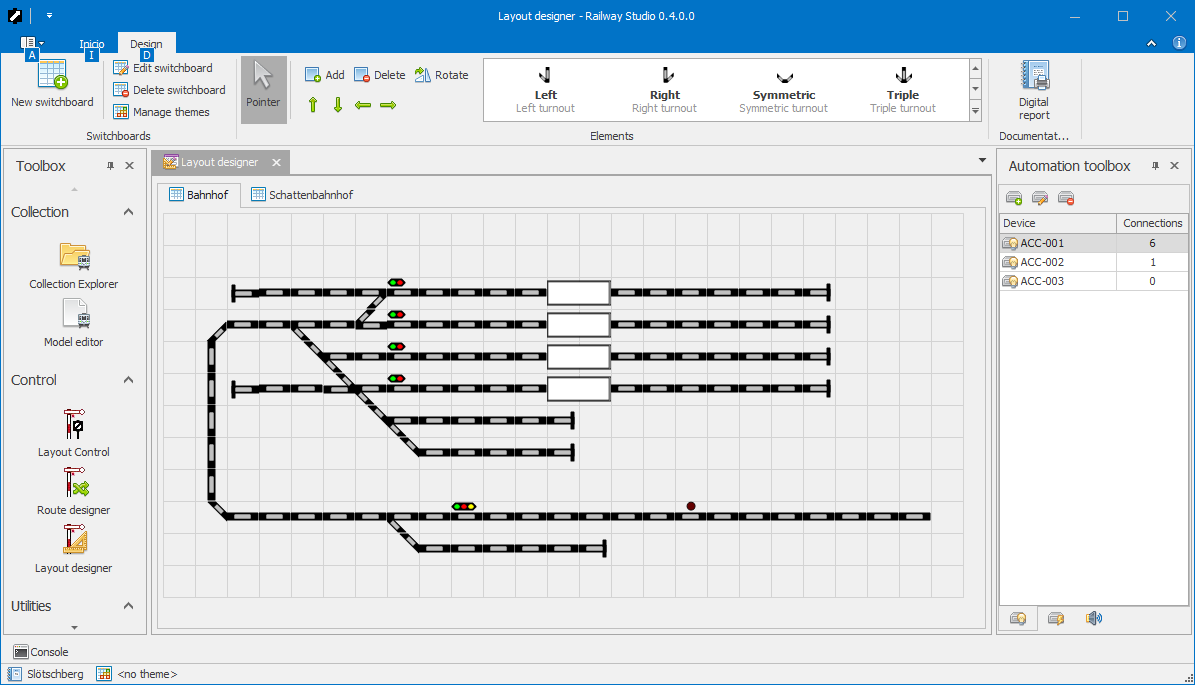 Layout designer - Railway Studio 0.4.0.0
Inicio Design
A I D
New switchboard
Edit switchboard
Delete switchboard
Manage themes
Switchboards
Pointer
Add Delete Rotate
Left
Left turnout
Right
Right turnout
Symmetric
Symmetric turnout
Triple
Triple turnout
Elements
Digital
report
Documentat...
Toolbox
Collection
Collection Explorer
Model editor
Control
Layout Control
Route designer
Layout designer
Utilities
Layout designer
Bahnhof Schattenbahnhof
Automation toolbox
Device Connections
ACC-001 6
ACC-002 1
ACC-003 0
Console
Slötschberg <no theme>